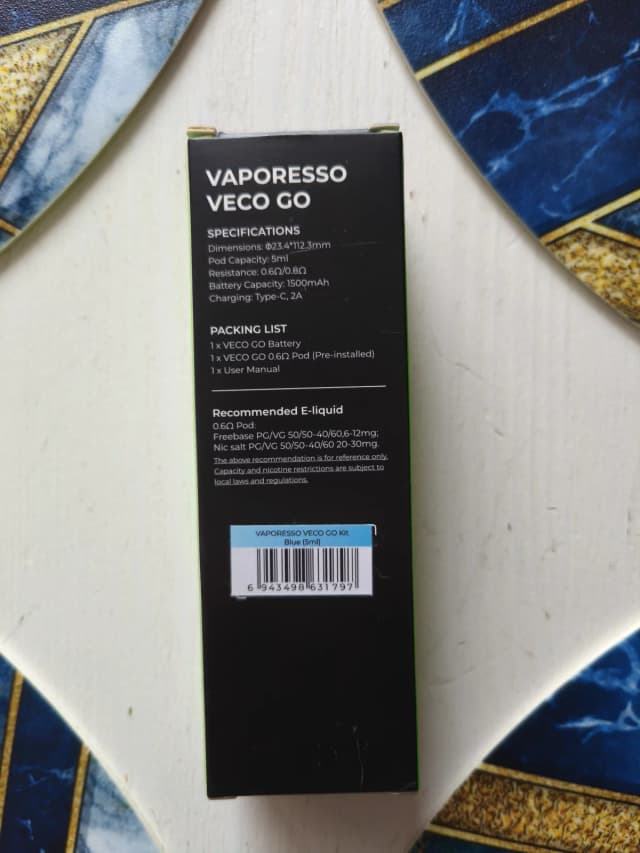 VAPORESSO
VECO GO
SPECIFICATIONS
Dimensions: Φ23.4*112.3mm
Pod Capacity: 5ml
Resistance: 0.6Ω/0.8Ω
Battery Capacity: 1500mAh
Charging: Type-C, 2A
PACKING LIST
1 x VECO GO Battery
1 x VECO GO 0.6Ω Pod (Pre-installed)
1 x User Manual
Recommended E-liquid
0.6Ω Pod:
Freebase PG/VG 50/50-40/60,6-12mg;
Nic salt PG/VG 50/50-40/60 20-30mg.
The above recommendation is for reference only.
Capacity and nicotine restrictions are subject to
local laws and regulations.
VAPORESSO VECO GO Kit
Blue (5ml)
6 943498 631797